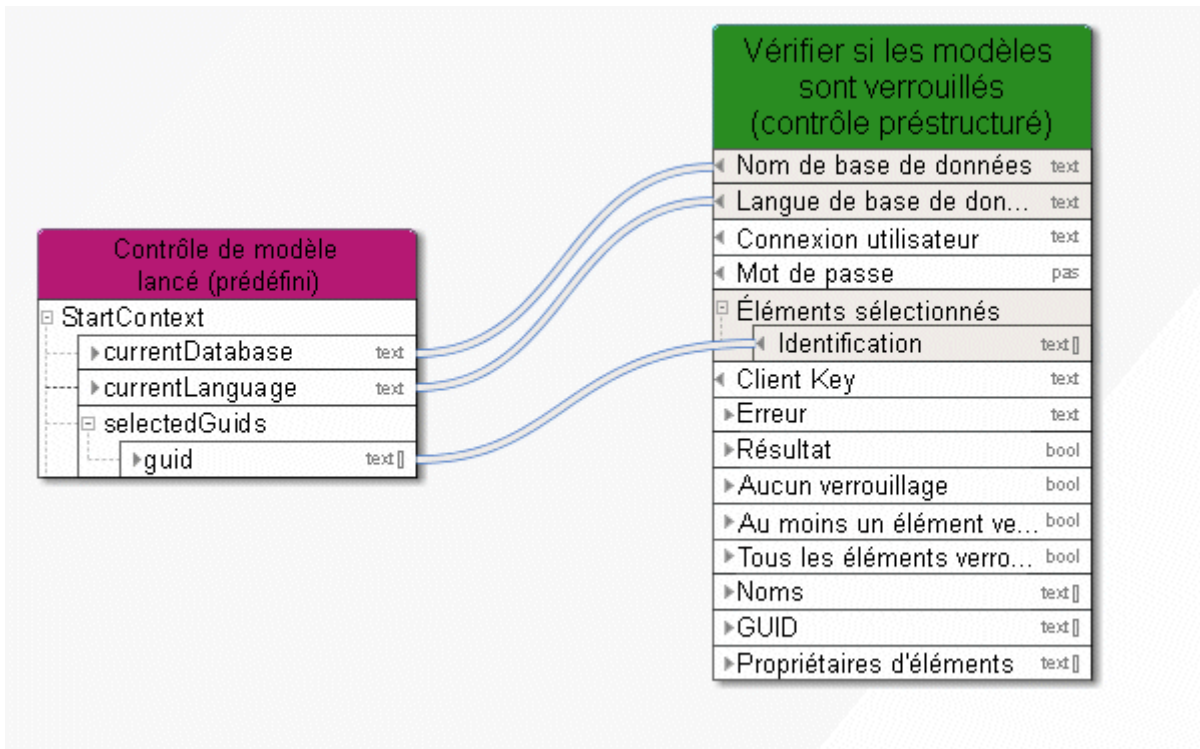 Contrôle de modèle
lancé (prédéfini)
StartContext
currentDatabase text
currentLanguage text
selectedGuids
guid text[]
Vérifier si les modèles
sont verrouillés
(contrôle préstructuré)
Nom de base de données text
Langue de base de don... text
Connexion utilisateur text
Mot de passe pas
Éléments sélectionnés
Identification text[]
Client Key text
Erreur text
Résultat bool
Aucun verrouillage bool
Au moins un élément ve... bool
Tous les éléments verro... bool
Noms text[]
GUID text[]
Propriétaires d'éléments text[]